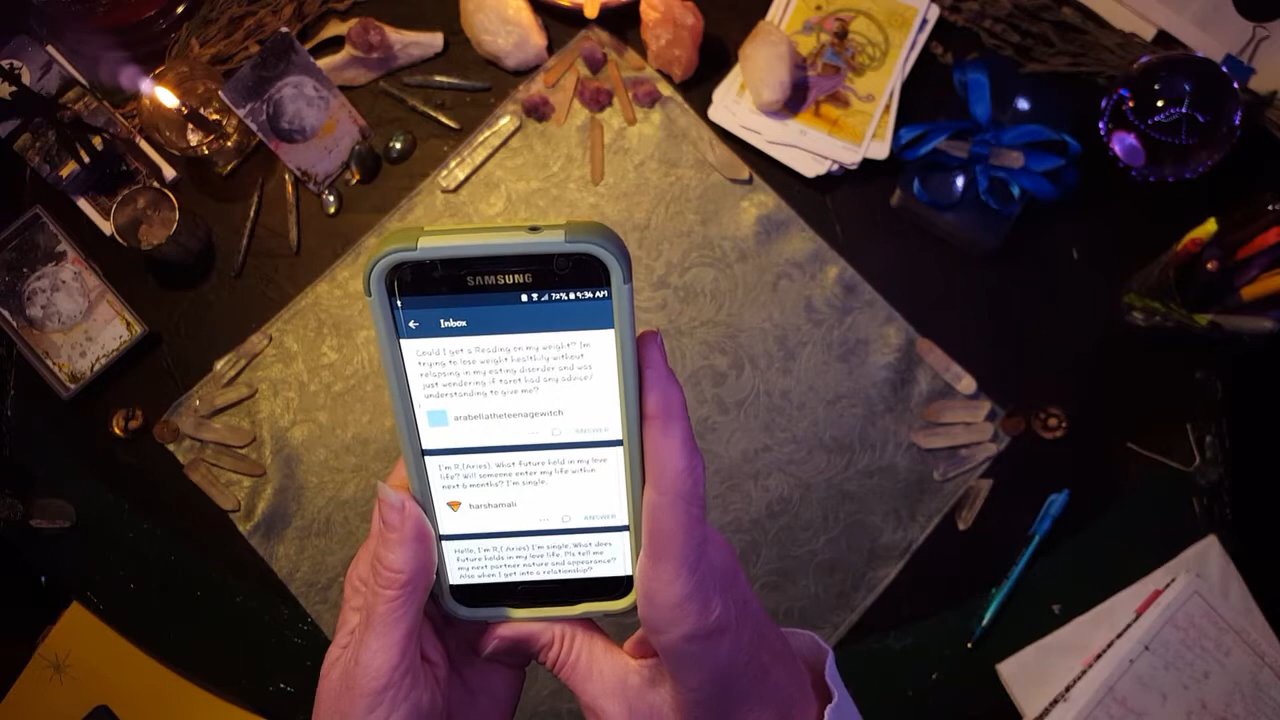 SAMSUNG
72% 9:34 AM
Inbox
Could I get a Reading on my weight? Im
trying to lose weight healthily without
relapsing in my eating disorder and was
just wondering if tarot had any advice/
understanding to give me?
arabellatheteenagewitch
ANSWER
I'm R,(Aries). What future hold in my love
life? Will someone enter my life within
next 6 months? I'm single.
harshamali
ANSWER
Hello, I'm R,( Aries) I'm single. What does
future holds in my love life. Pls tell me
my next partner nature and appearance?
Also when I get into a relationship?